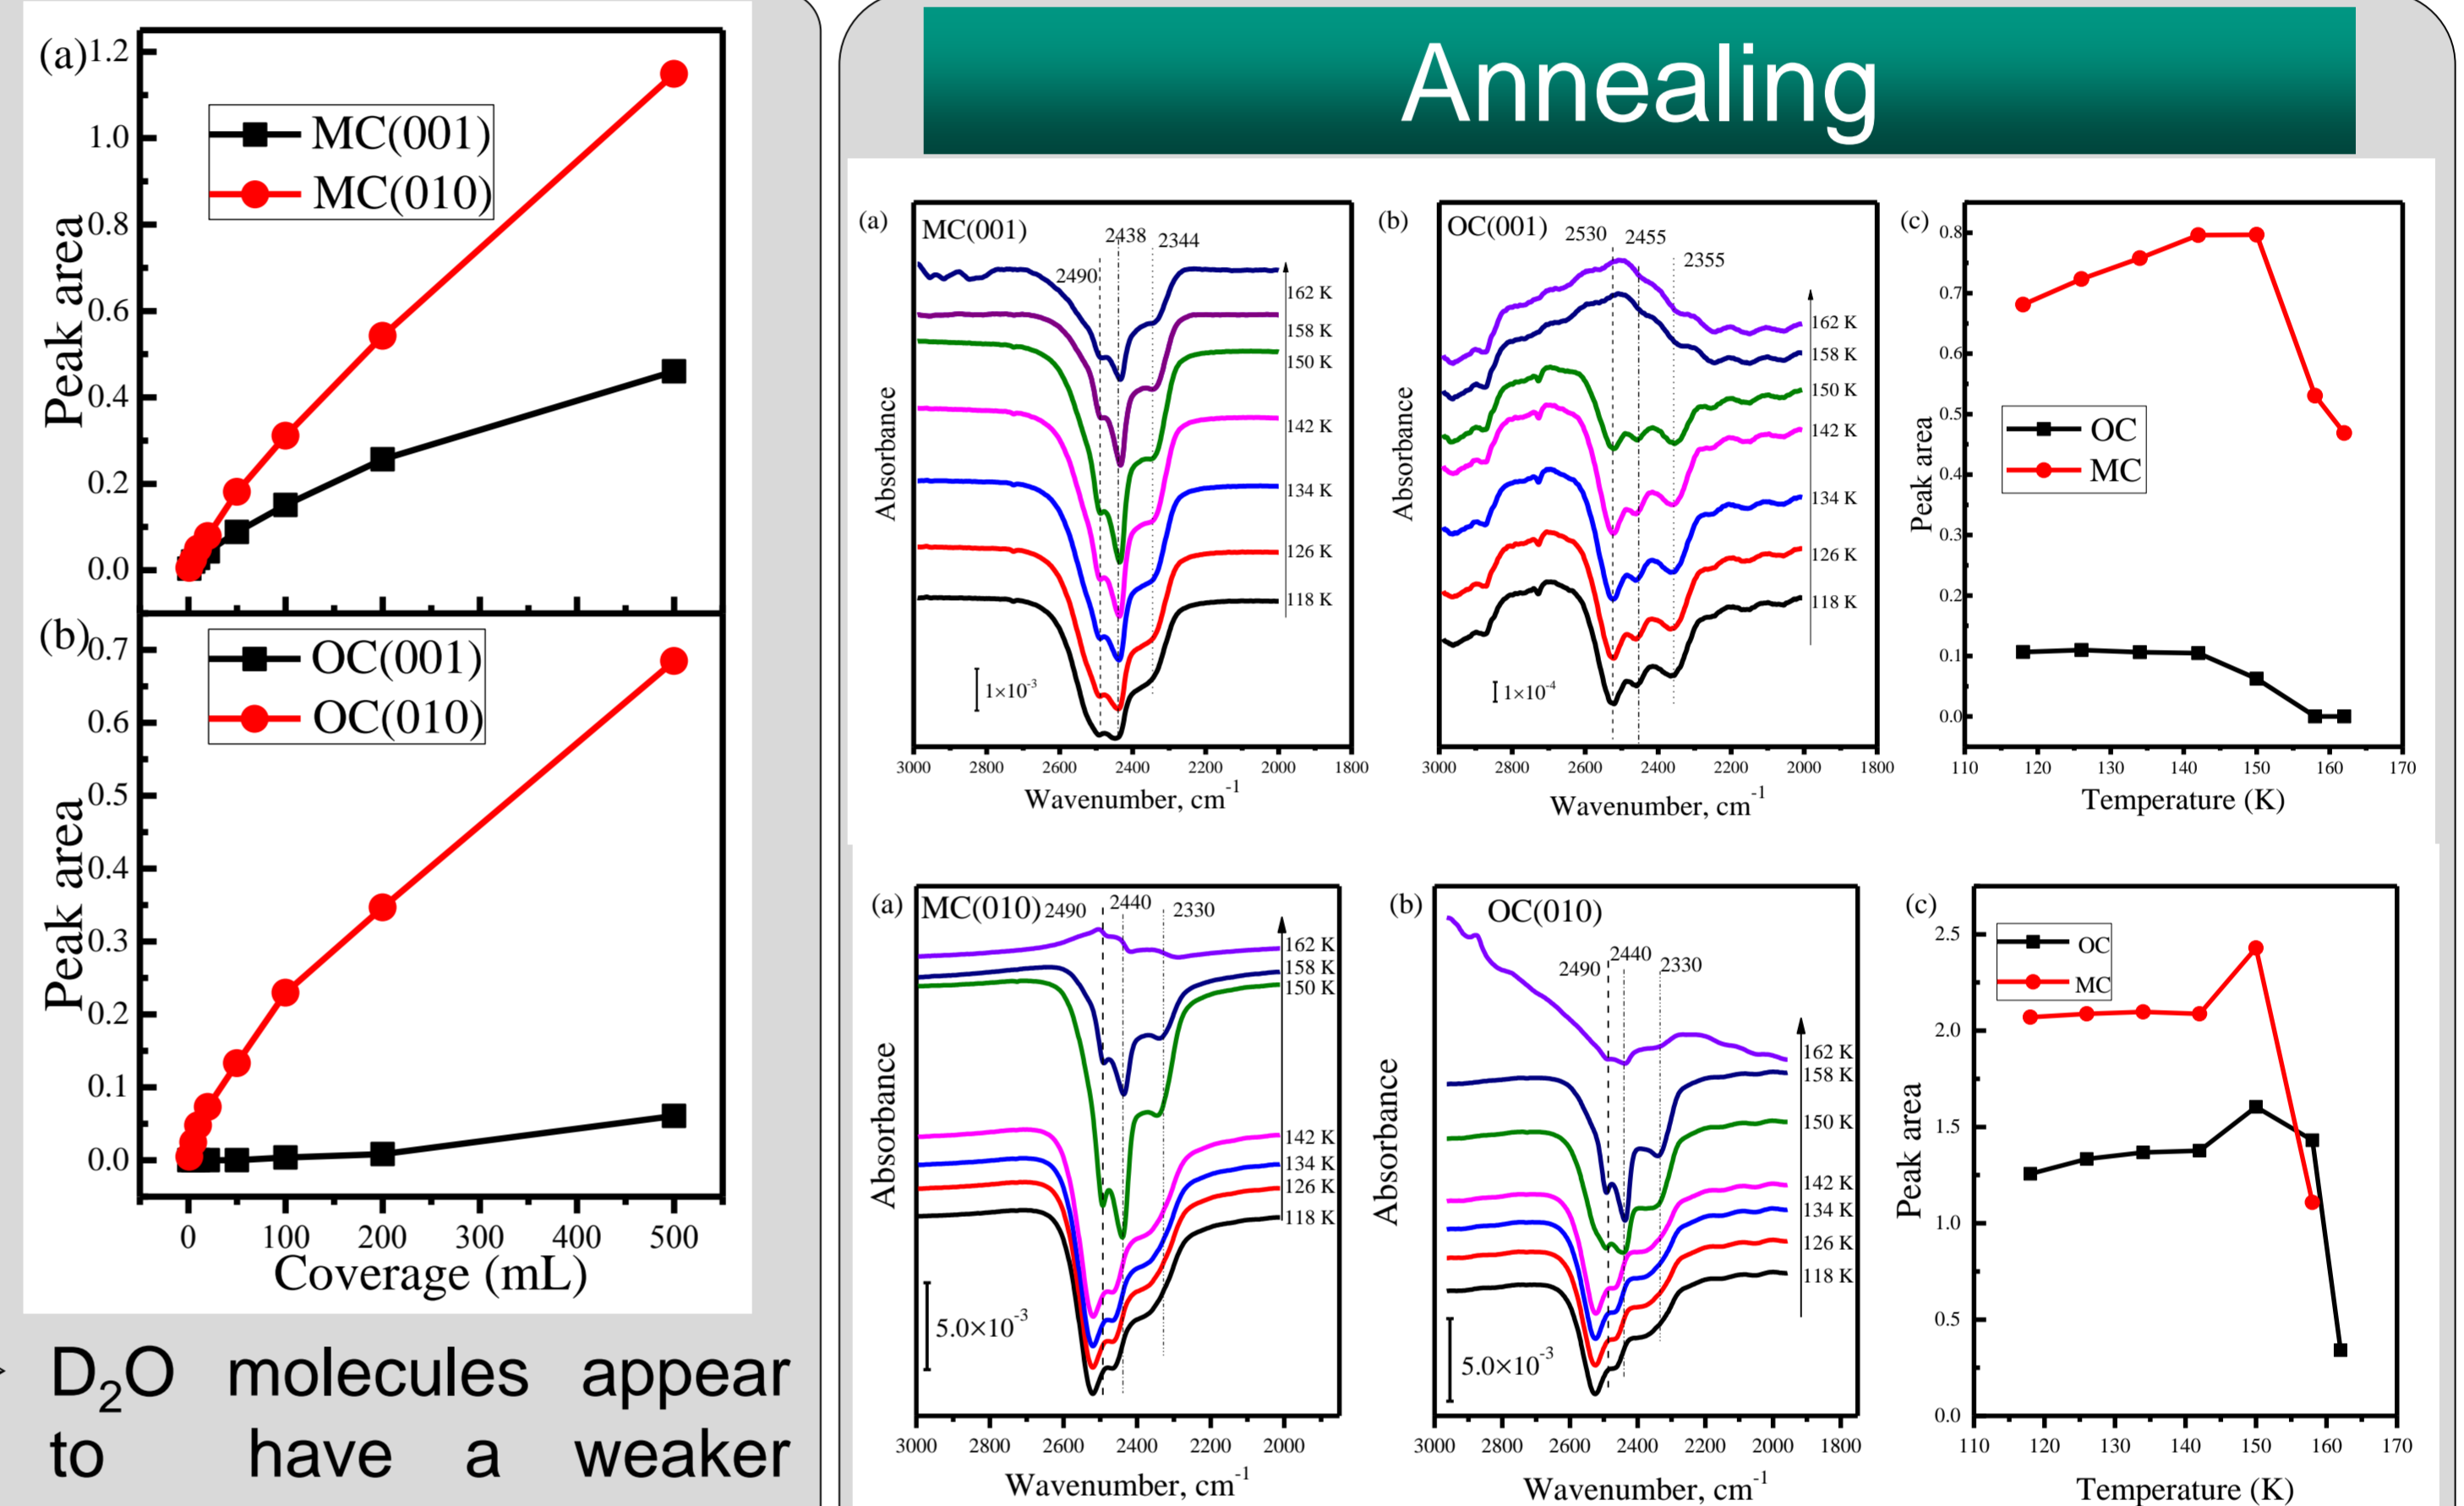 (a)
1.2
1.0
0.8
0.6
0.4
0.2
0.0
Peak area
MC(001)
MC(010)
(b)
0.7
0.6
0.5
0.4
0.3
0.2
0.1
0.0
Peak area
OC(001)
OC(010)
0 100 200 300 400 500
Coverage (mL)
D₂O molecules appear
to have a weaker
Annealing
(a)
MC(001)
2438 2344
2490
162 K
158 K
150 K
142 K
134 K
126 K
118 K
1×10⁻³
Absorbance
3000 2800 2600 2400 2200 2000 1800
Wavenumber, cm⁻¹
(b)
OC(001)
2530 2455
2355
162 K
158 K
150 K
142 K
134 K
126 K
118 K
1×10⁻⁴
Absorbance
3000 2800 2600 2400 2200 2000 1800
Wavenumber, cm⁻¹
(c)
0.8
0.7
0.6
0.5
0.4
0.3
0.2
0.1
0.0
Peak area
OC
MC
110 120 130 140 150 160 170
Temperature (K)
(a)
MC(010)
2490 2440 2330
162 K
158 K
150 K
142 K
134 K
126 K
118 K
5.0×10⁻³
Absorbance
3000 2800 2600 2400 2200 2000
Wavenumber, cm⁻¹
(b)
OC(010)
2490 2440 2330
162 K
158 K
150 K
142 K
134 K
126 K
118 K
5.0×10⁻³
Absorbance
3000 2800 2600 2400 2200 2000 1800
Wavenumber, cm⁻¹
(c)
2.5
2.0
1.5
1.0
0.5
0.0
Peak area
OC
MC
110 120 130 140 150 160 170
Temperature (K)